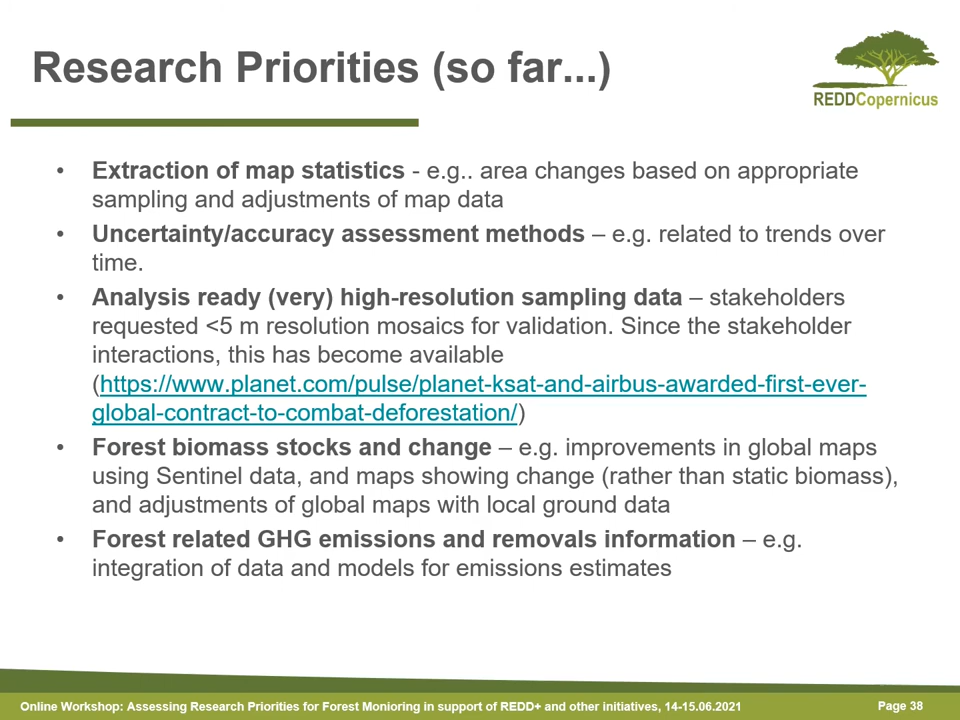 Research Priorities (so far...)
REDDCopernicus
• Extraction of map statistics - e.g.. area changes based on appropriate
sampling and adjustments of map data
• Uncertainty/accuracy assessment methods – e.g. related to trends over
time.
• Analysis ready (very) high-resolution sampling data – stakeholders
requested <5 m resolution mosaics for validation. Since the stakeholder
interactions, this has become available
(https://www.planet.com/pulse/planet-ksat-and-airbus-awarded-first-ever-
global-contract-to-combat-deforestation/)
• Forest biomass stocks and change – e.g. improvements in global maps
using Sentinel data, and maps showing change (rather than static biomass),
and adjustments of global maps with local ground data
• Forest related GHG emissions and removals information – e.g.
integration of data and models for emissions estimates
Online Workshop: Assessing Research Priorities for Forest Monioring in support of REDD+ and other initiatives, 14-15.06.2021
Page 38